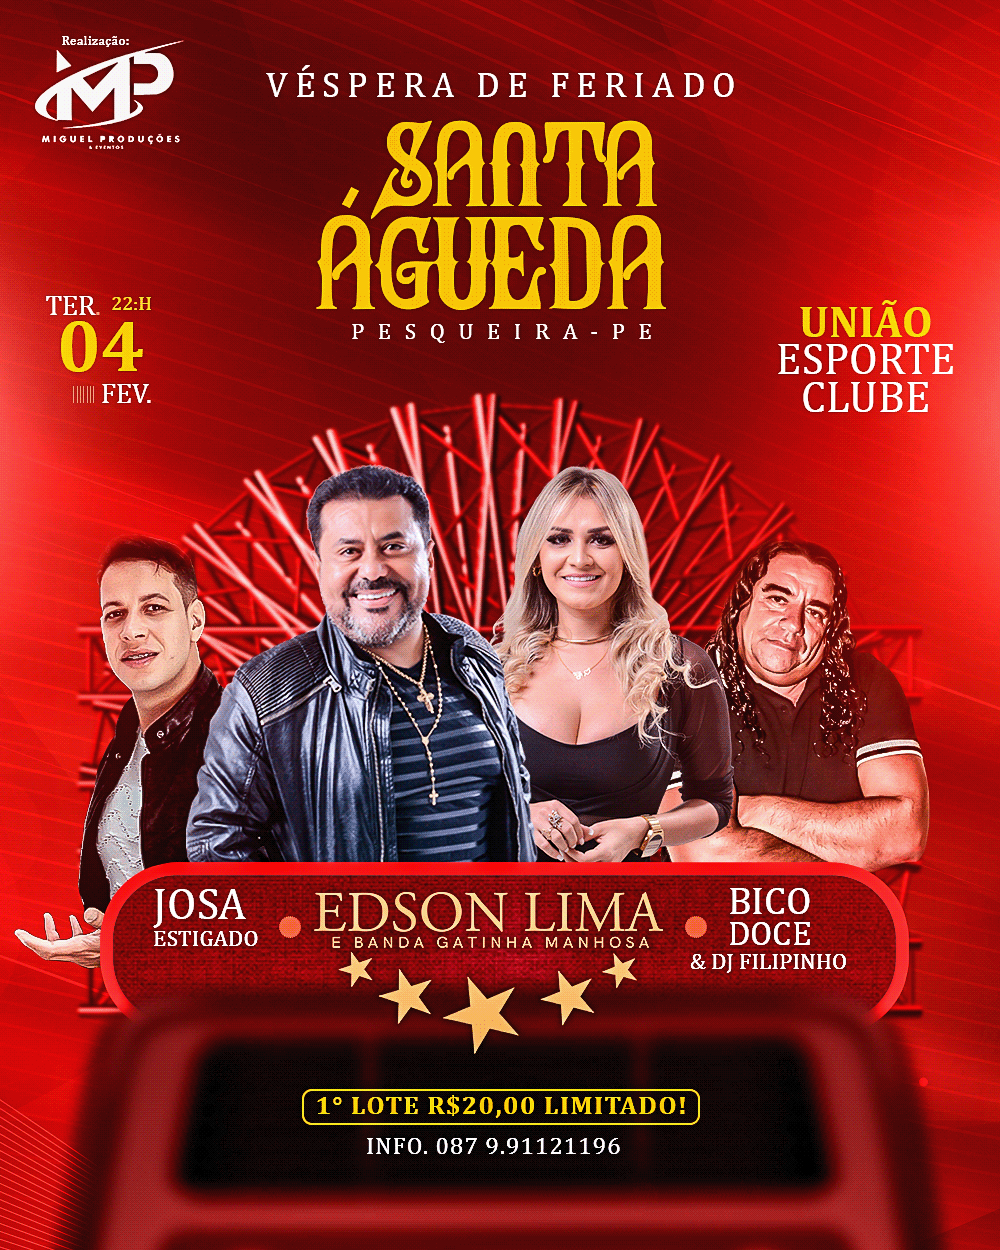 Realização:
MP
MIGUEL PRODUÇÕES
& EVENTOS
VÉSPERA DE FERIADO
SANTA
ÁGUEDA
PESQUEIRA-PE
TER. 22:H
04
FEV.
UNIÃO
ESPORTE
CLUBE
JOSA
ESTIGADO
EDSON LIMA
E BANDA GATINHA MANHOSA
BICO
DOCE
& DJ FILIPINHO
1° LOTE R$20,00 LIMITADO!
INFO. 087 9.91121196